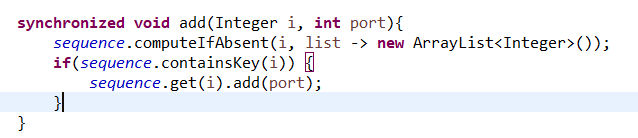 synchronized void add(Integer i, int port){
sequence.computeIfAbsent(i, list -> new ArrayList<Integer>());
if(sequence.containsKey(i)) {
sequence.get(i).add(port);
}
}